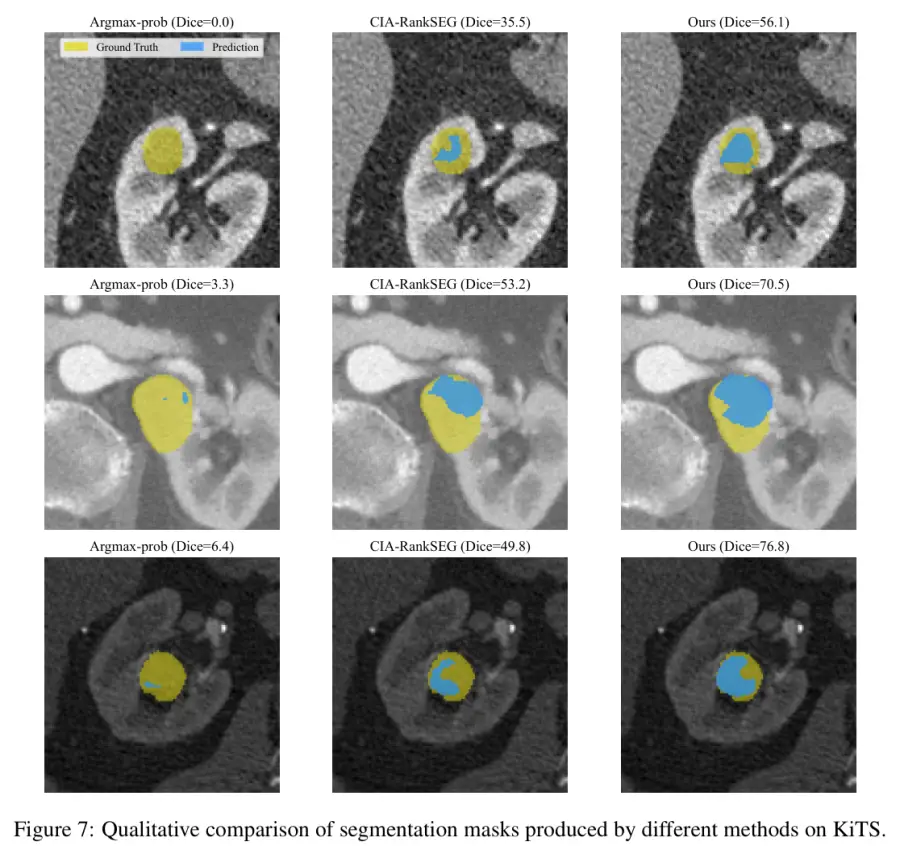 Argmax-prob (Dice=0.0)
CIA-RankSEG (Dice=35.5)
Ours (Dice=56.1)
Ground Truth
Prediction
Argmax-prob (Dice=3.3)
CIA-RankSEG (Dice=53.2)
Ours (Dice=70.5)
Argmax-prob (Dice=6.4)
CIA-RankSEG (Dice=49.8)
Ours (Dice=76.8)
Figure 7: Qualitative comparison of segmentation masks produced by different methods on KiTS.